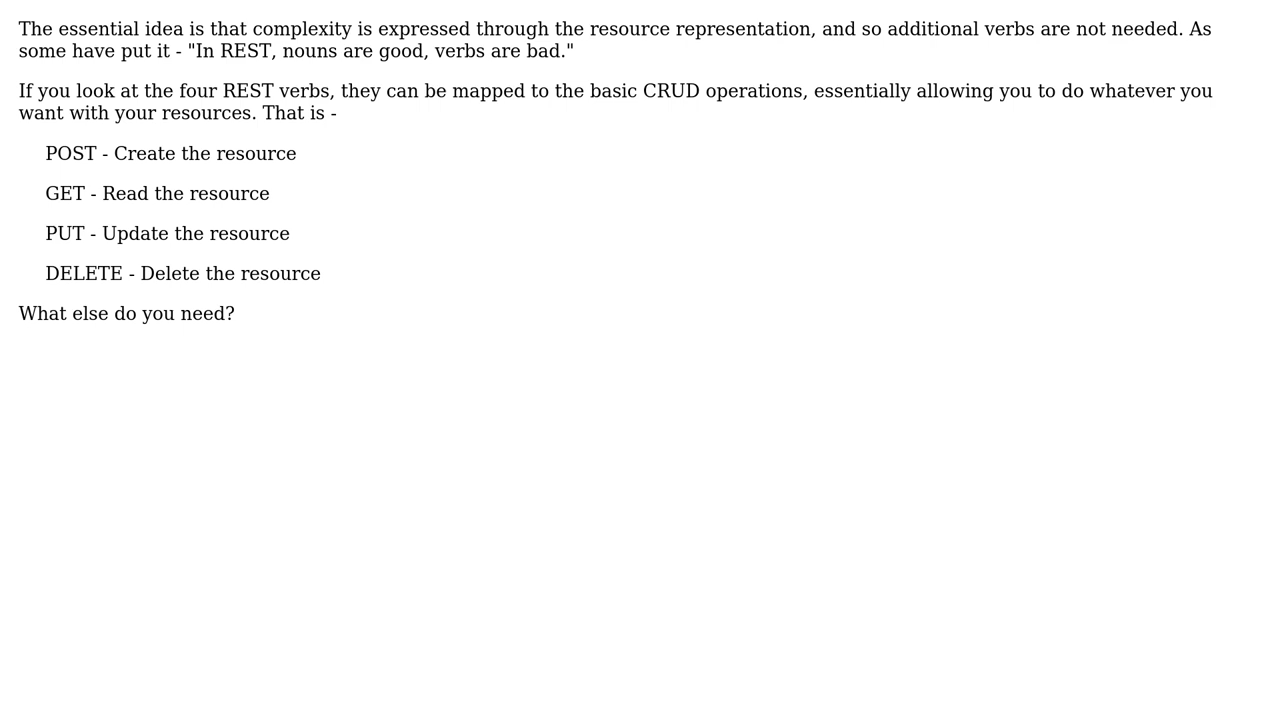 The essential idea is that complexity is expressed through the resource representation, and so additional verbs are not needed. As
some have put it - "In REST, nouns are good, verbs are bad."
If you look at the four REST verbs, they can be mapped to the basic CRUD operations, essentially allowing you to do whatever you
want with your resources. That is -
POST - Create the resource
GET - Read the resource
PUT - Update the resource
DELETE - Delete the resource
What else do you need?